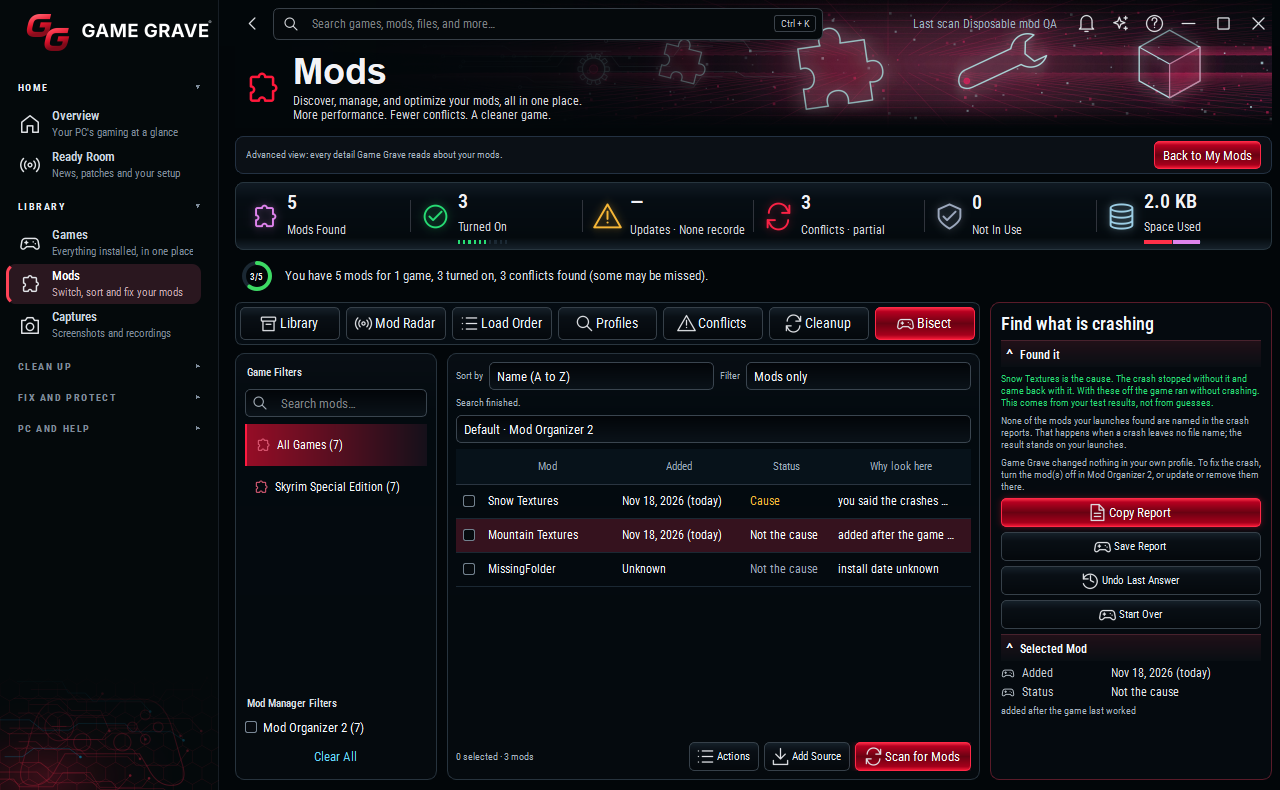 GAME GRAVE
Search games, mods, files, and more...
Ctrl + K
Last scan Disposable mod QA
HOME
Overview
Your PC's gaming at a glance
Ready Room
News, patches and your setup
LIBRARY
Games
Everything installed, in one place
Mods
Switch, sort and fix your mods
Captures
Screenshots and recordings
CLEAN UP
FIX AND PROTECT
PC AND HELP
Mods
Discover, manage, and optimize your mods, all in one place.
More performance. Fewer conflicts. A cleaner game.
Advanced view: every detail Game Grave reads about your mods.
Back to My Mods
5
Mods Found
3
Turned On
—
Updates · None recorde
3
Conflicts · partial
0
Not In Use
2.0 KB
Space Used
3/5
You have 5 mods for 1 game, 3 turned on, 3 conflicts found (some may be missed).
Library
Mod Radar
Load Order
Profiles
Conflicts
Cleanup
Bisect
Game Filters
Search mods...
All Games (7)
Skyrim Special Edition (7)
Mod Manager Filters
Mod Organizer 2 (7)
Clear All
Sort by
Name (A to Z)
Filter
Mods only
Search finished.
Default · Mod Organizer 2
Mod Added Status Why look here
Snow Textures Nov 18, 2026 (today) Cause you said the crashes ...
Mountain Textures Nov 18, 2026 (today) Not the cause added after the game ...
MissingFolder Unknown Not the cause install date unknown
0 selected · 3 mods
Actions
Add Source
Scan for Mods
Find what is crashing
Found it
Snow Textures is the cause. The crash stopped without it and
came back with it. With these off the game ran without crashing.
This comes from your test results, not from guesses.
None of the mods your launches found are named in the crash
reports. That happens when a crash leaves no file name; the
result stands on your launches.
Game Grave changed nothing in your own profile. To fix the crash,
turn the mod(s) off in Mod Organizer 2, or update or remove them
there.
Copy Report
Save Report
Undo Last Answer
Start Over
Selected Mod
Added Nov 18, 2026 (today)
Status Not the cause
added after the game last worked